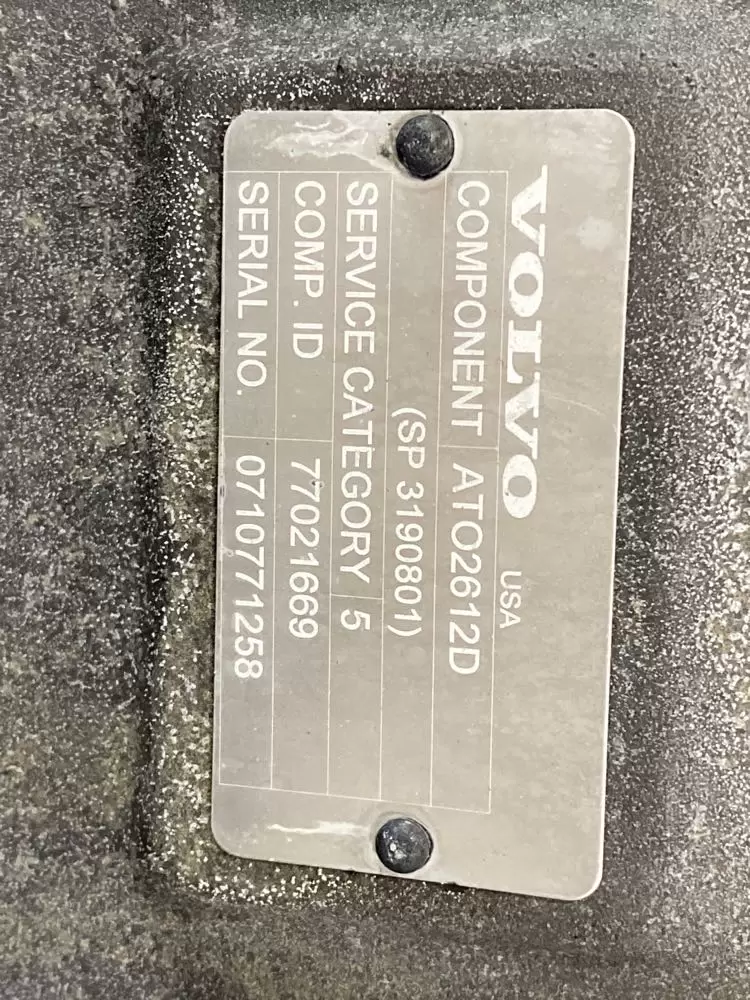 VOLVO
USA
COMPONENT ATO2612D
(SP 3190801)
SERVICE CATEGORY 5
COMP. ID 77021669
SERIAL NO. 0710771258